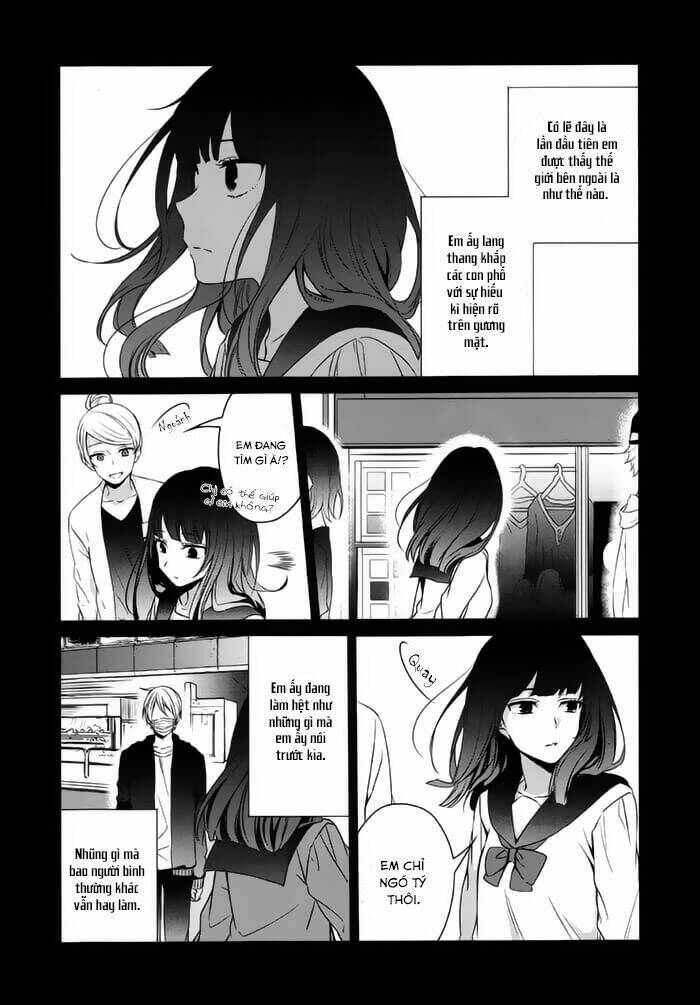 Có lẽ đây là
lần đầu tiên em
được thấy thế
giới bên ngoài là
như thế nào.
Em ấy lang
thang khắp
các con phố
với sự hiếu
kì hiện rõ
trên gương
mặt.
Ngoảnh
EM ĐANG
TÌM GÌ À!?
Chị có thể giúp
gì em không?
Quay
EM CHỈ
NGÓ TÝ
THÔI.
Em ấy đang
làm hệt như
những gì mà
em ấy nói
trước kia.
Những gì mà
bao người bình
thường khác
vẫn hay làm.